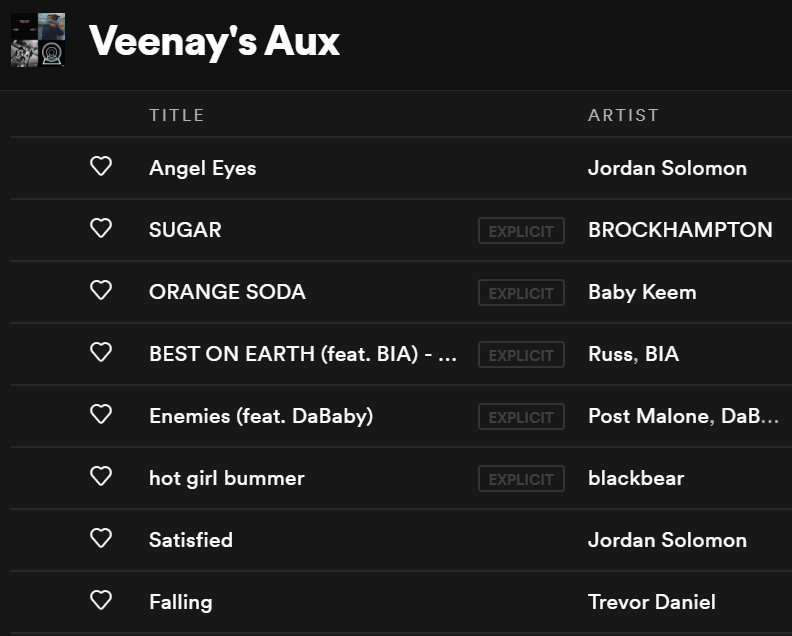 Veenay's Aux
TITLE ARTIST
Angel Eyes Jordan Solomon
SUGAR EXPLICIT BROCKHAMPTON
ORANGE SODA EXPLICIT Baby Keem
BEST ON EARTH (feat. BIA) - ... EXPLICIT Russ, BIA
Enemies (feat. DaBaby) EXPLICIT Post Malone, DaB...
hot girl bummer EXPLICIT blackbear
Satisfied Jordan Solomon
Falling Trevor Daniel